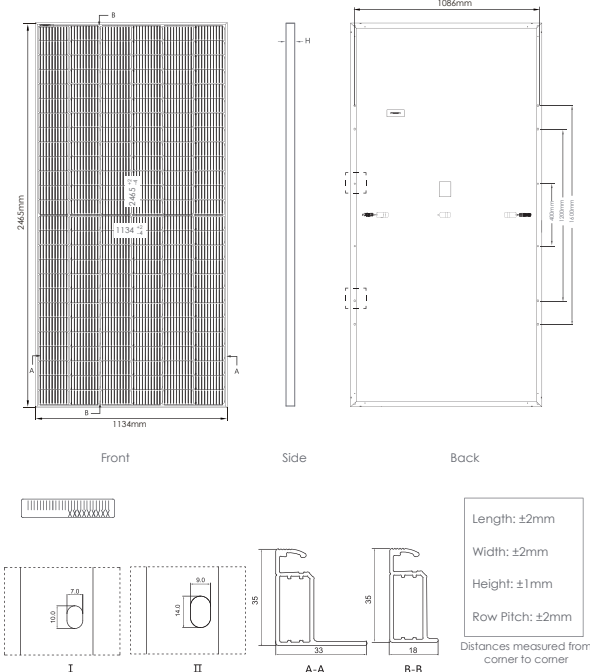 1086mm
B
H
2465mm
2465
1134
400mm
1200mm
1600mm
A
A
B
1134mm
Front
Side
Back
Length: ±2mm
Width: ±2mm
Height: ±1mm
Row Pitch: ±2mm
Distances measured from
corner to corner
7.0
10.0
9.0
14.0
35
33
35
18
I
II
A-A
B-B